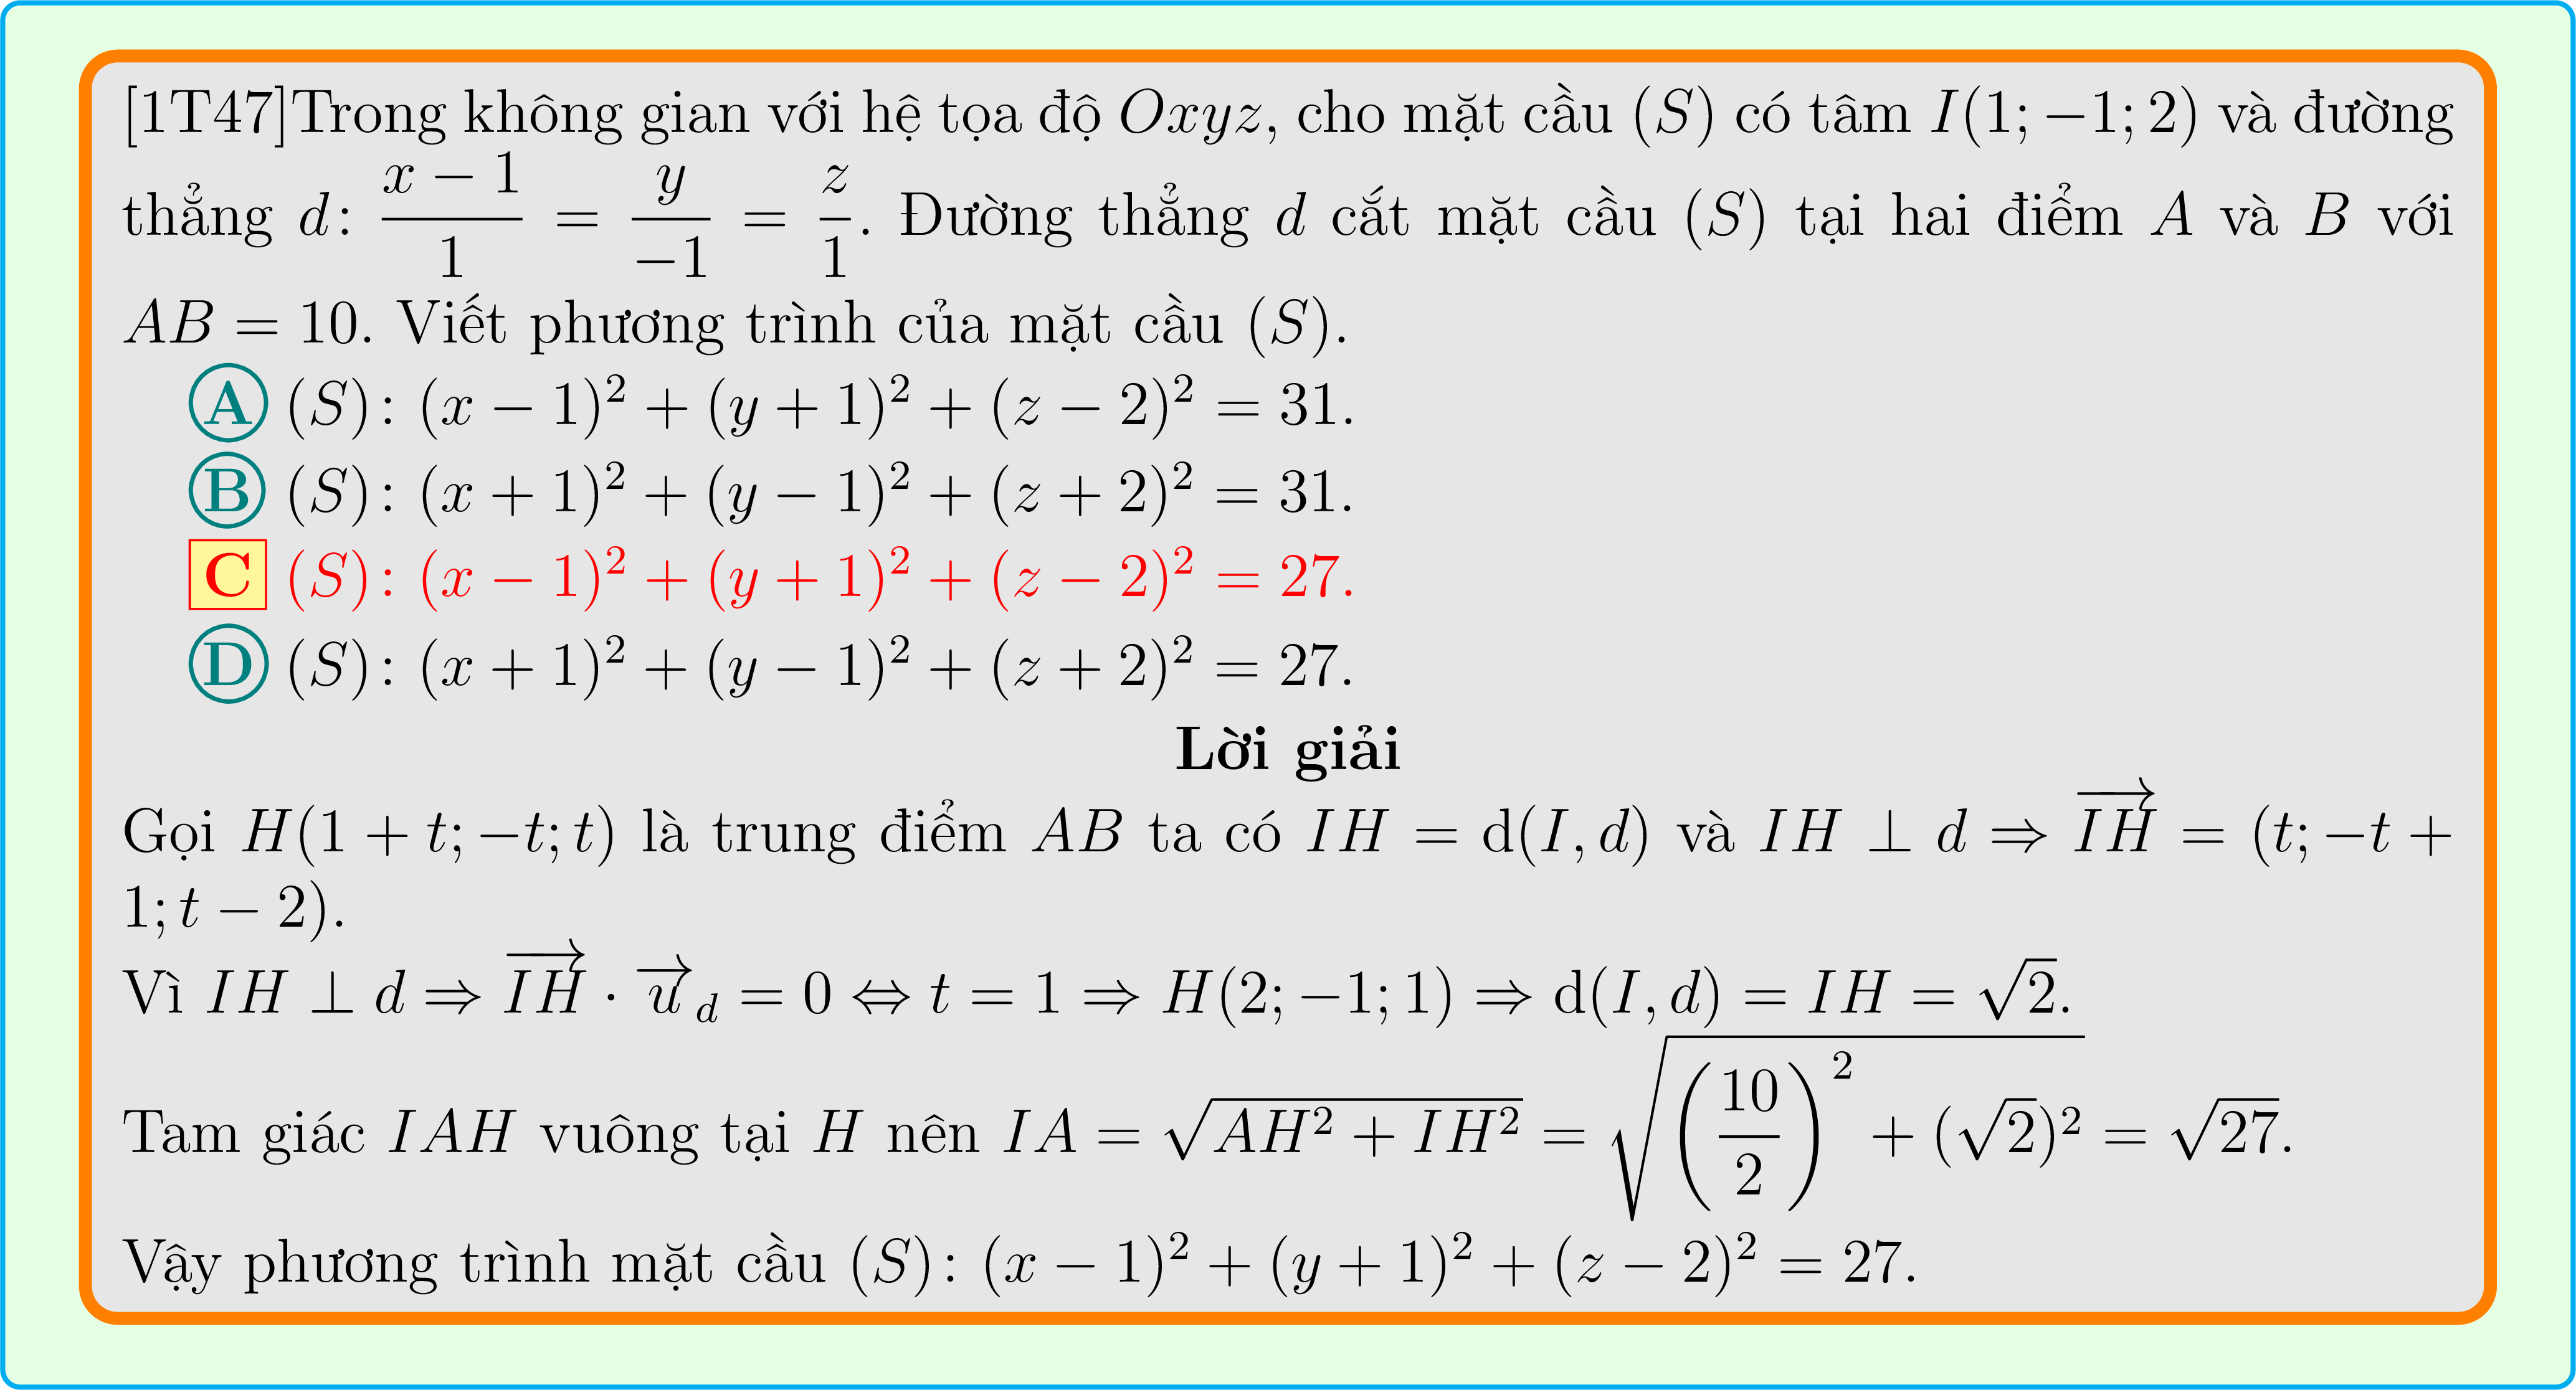 [1T47]Trong không gian với hệ tọa độ $Oxyz$, cho mặt cầu $(S)$ có tâm $I(1;-1;2)$ và đường
thẳng $d\colon \dfrac{x-1}{1} = \dfrac{y}{-1} = \dfrac{z}{1}$. Đường thẳng $d$ cắt mặt cầu $(S)$ tại hai điểm $A$ và $B$ với
$AB = 10$. Viết phương trình của mặt cầu $(S)$.
A $(S)\colon (x-1)^2 + (y+1)^2 + (z-2)^2 = 31$.
B $(S)\colon (x+1)^2 + (y-1)^2 + (z+2)^2 = 31$.
C $(S)\colon (x-1)^2 + (y+1)^2 + (z-2)^2 = 27$.
D $(S)\colon (x+1)^2 + (y-1)^2 + (z+2)^2 = 27$.
Lời giải
Gọi $H(1+t;-t;t)$ là trung điểm $AB$ ta có $IH = \mathrm{d}(I,d)$ và $IH \perp d \Rightarrow \overrightarrow{IH} = (t;-t+$
$1;t-2)$.
Vì $IH \perp d \Rightarrow \overrightarrow{IH} \cdot \overrightarrow{u}_d = 0 \Leftrightarrow t = 1 \Rightarrow H(2;-1;1) \Rightarrow \mathrm{d}(I,d) = IH = \sqrt{2}$.
Tam giác $IAH$ vuông tại $H$ nên $IA = \sqrt{AH^2 + IH^2} = \sqrt{\left(\dfrac{10}{2}\right)^2 + (\sqrt{2})^2} = \sqrt{27}$.
Vậy phương trình mặt cầu $(S)\colon (x-1)^2 + (y+1)^2 + (z-2)^2 = 27$.